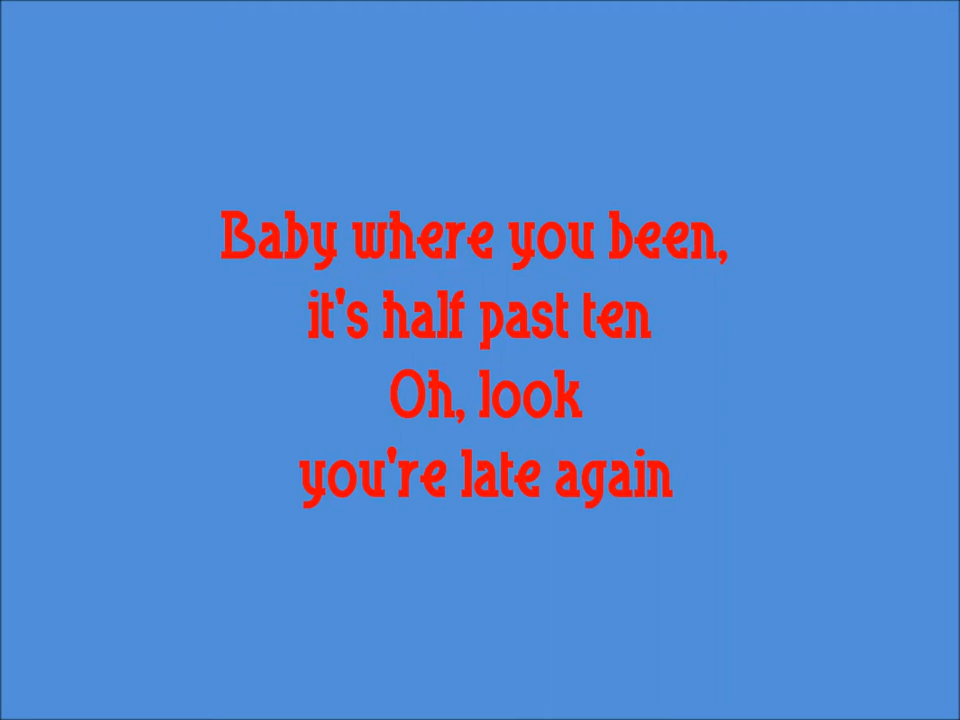 Baby where you been,
it's half past ten
Oh, look
you're late again